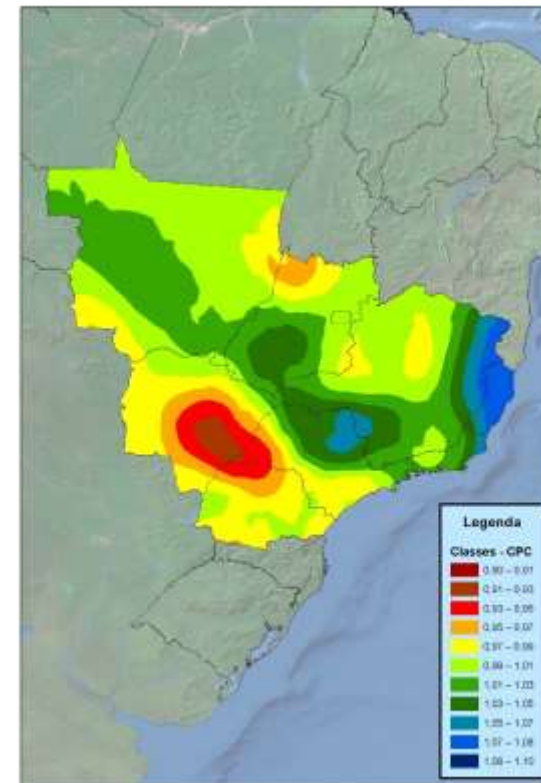 Legenda
Classes - CPC
0.90 – 0.91
0.91 – 0.93
0.93 – 0.95
0.95 – 0.97
0.97 – 0.99
0.99 – 1.01
1.01 – 1.03
1.03 – 1.05
1.05 – 1.07
1.07 – 1.08
1.08 – 1.10